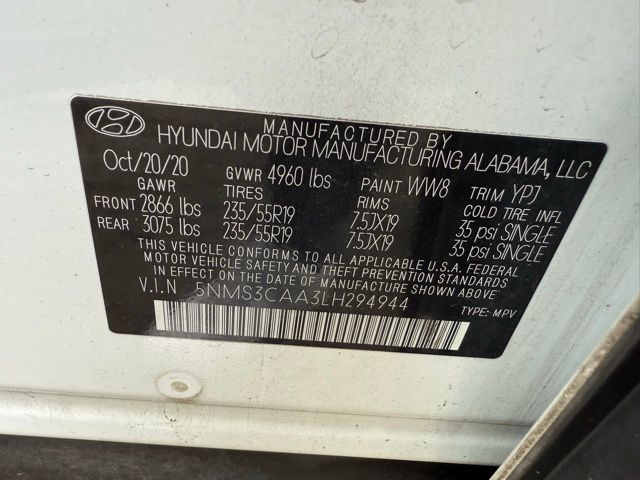 MANUFACTURED BY
HYUNDAI MOTOR MANUFACTURING ALABAMA, LLC
Oct/20/20 GVWR 4960 lbs PAINT WW8 TRIM YPJ
GAWR TIRES RIMS COLD TIRE INFL
FRONT 2866 lbs 235/55R19 7.5JX19 35 psi SINGLE
REAR 3075 lbs 235/55R19 7.5JX19 35 psi SINGLE
THIS VEHICLE CONFORMS TO ALL APPLICABLE U.S.A. FEDERAL
MOTOR VEHICLE SAFETY AND THEFT PREVENTION STANDARDS
IN EFFECT ON THE DATE OF MANUFACTURE SHOWN ABOVE.
V.I.N 5NMS3CAA3LH294944 TYPE: MPV